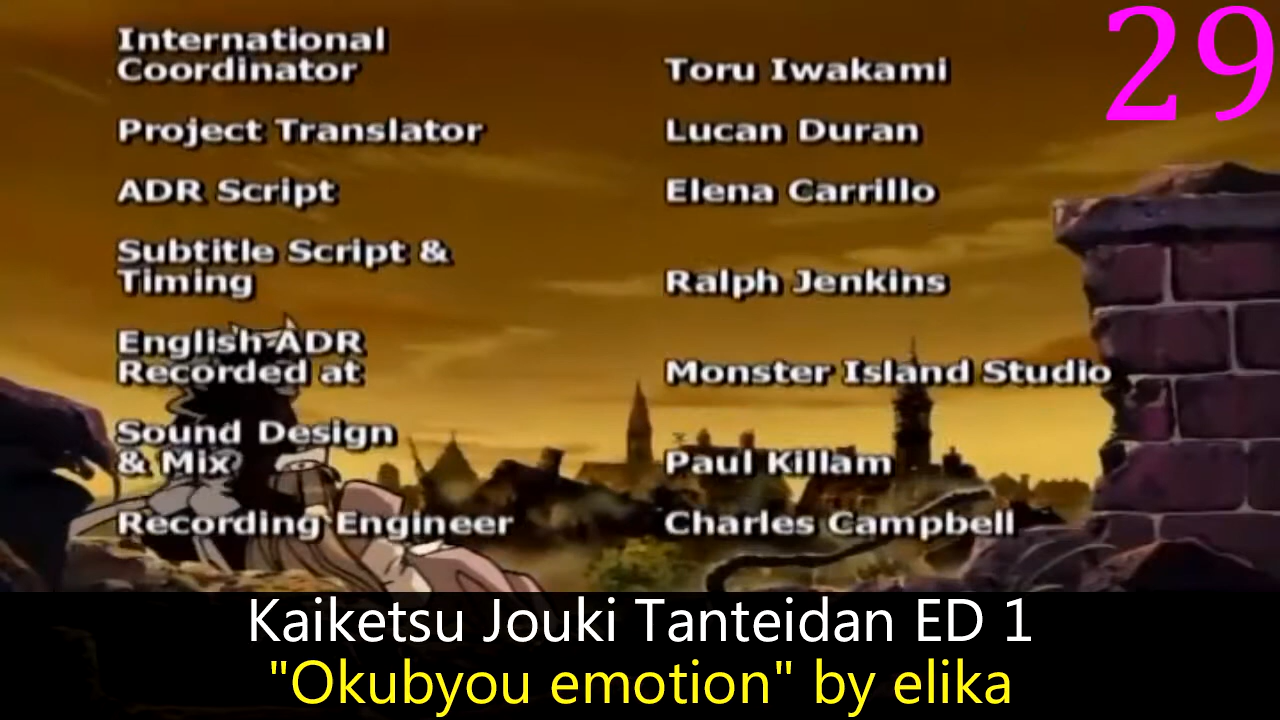 29
International
Coordinator Toru Iwakami
Project Translator Lucan Duran
ADR Script Elena Carrillo
Subtitle Script &
Timing Ralph Jenkins
English ADR
Recorded at Monster Island Studio
Sound Design
& Mix Paul Killam
Recording Engineer Charles Campbell
Kaiketsu Jouki Tanteidan ED 1
"Okubyou emotion" by elika